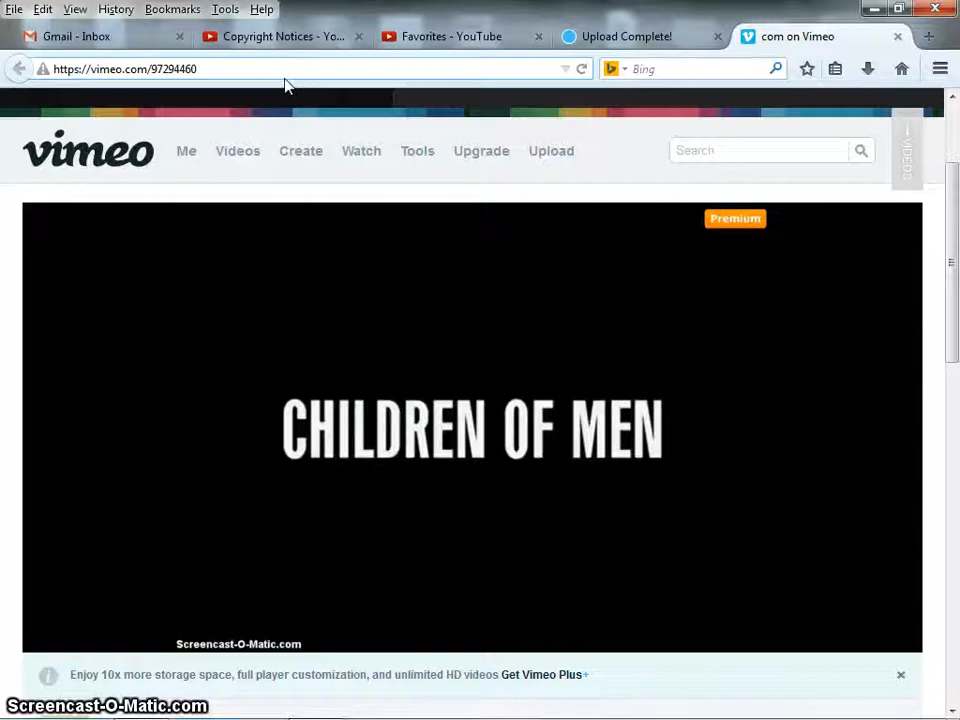 File Edit View History Bookmarks Tools Help
Gmail - Inbox
Copyright Notices - Yo...
Favorites - YouTube
Upload Complete!
com on Vimeo
https://vimeo.com/97294460
Bing
vimeo
Me Videos Create Watch Tools Upgrade Upload
Search
VIDEOS
Premium
CHILDREN OF MEN
Screencast-O-Matic.com
Enjoy 10x more storage space, full player customization, and unlimited HD videos Get Vimeo Plus+
Screencast-O-Matic.com